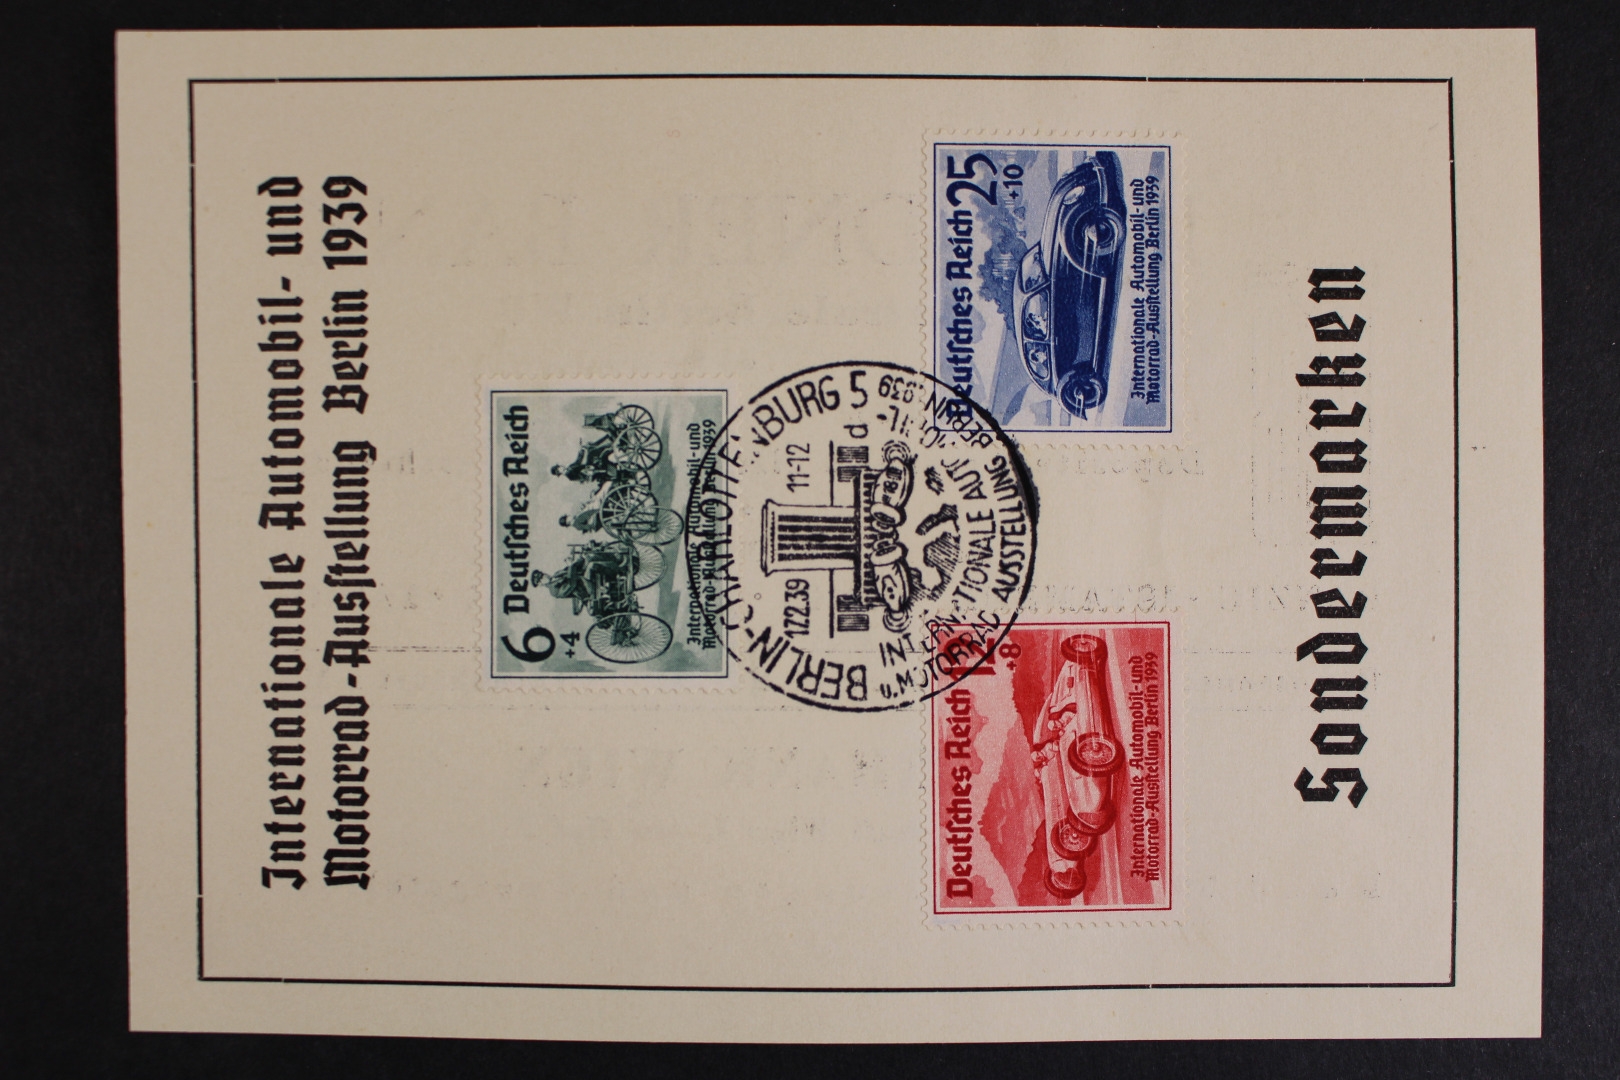 Internationale Automobil- und
Motorrad-Ausstellung Berlin 1939
6
+4
Deutsches Reich
Internationale Automobil- und
Motorrad-Ausstellung Berlin 1939
BERLIN-CHARLOTTENBURG 5
17.2.39 11-12
d
INTERNATIONALE AUTOMOBIL-
u. MOTORRAD AUSSTELLUNG BERLIN 1939
Deutsches Reich 12
+8
Internationale Automobil- und
Motorrad-Ausstellung Berlin 1939
Deutsches Reich 25
+10
Internationale Automobil- und
Motorrad-Ausstellung Berlin 1939
Sondermarken